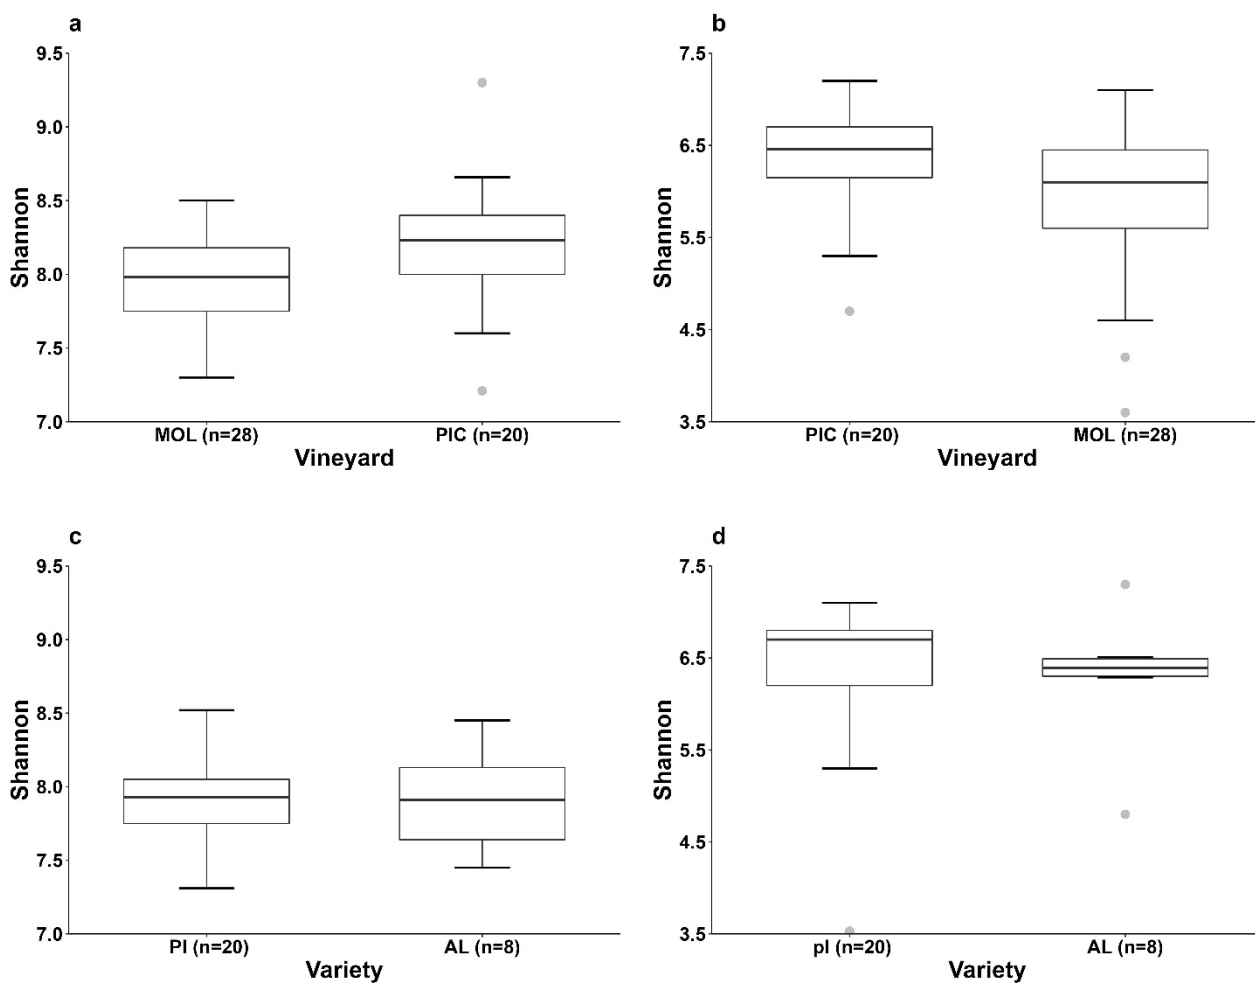 a
9.5
9.0
8.5
8.0
7.5
7.0
Shannon
MOL (n=28)
PIC (n=20)
Vineyard
b
7.5
6.5
5.5
4.5
3.5
Shannon
PIC (n=20)
MOL (n=28)
Vineyard
c
9.5
9.0
8.5
8.0
7.5
7.0
Shannon
PI (n=20)
AL (n=8)
Variety
d
7.5
6.5
5.5
4.5
3.5
Shannon
pI (n=20)
AL (n=8)
Variety